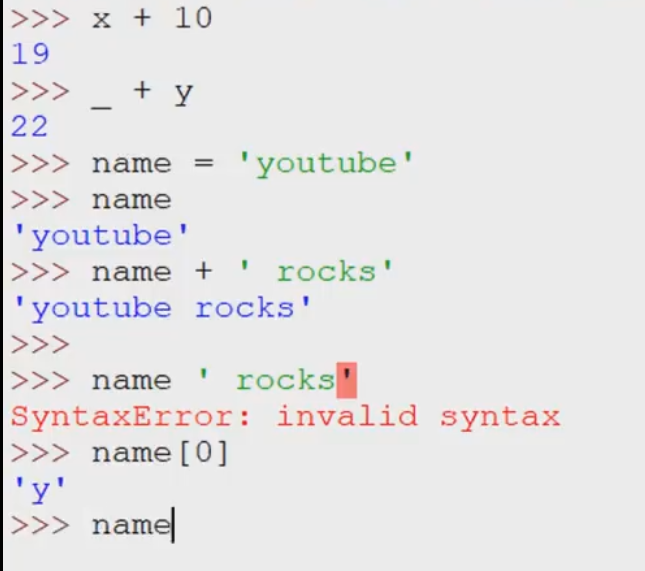 >>> x + 10
19
>>> _ + y
22
>>> name = 'youtube'
>>> name
'youtube'
>>> name + ' rocks'
'youtube rocks'
>>>
>>> name ' rocks'
SyntaxError: invalid syntax
>>> name[0]
'y'
>>> name